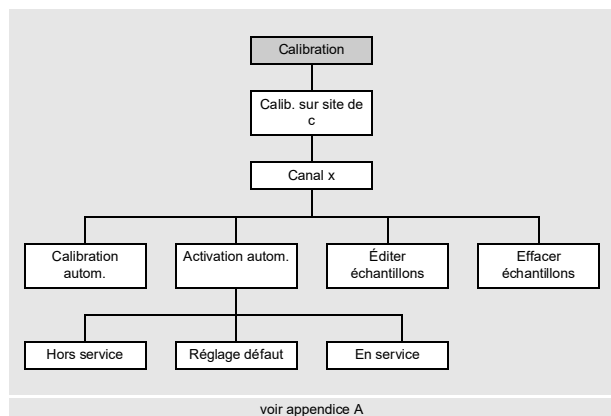 Calibration
Calib. sur site de
c
Canal x
Calibration
autom.
Activation autom.
Éditer
échantillons
Effacer
échantillons
Hors service
Réglage défaut
En service
voir appendice A